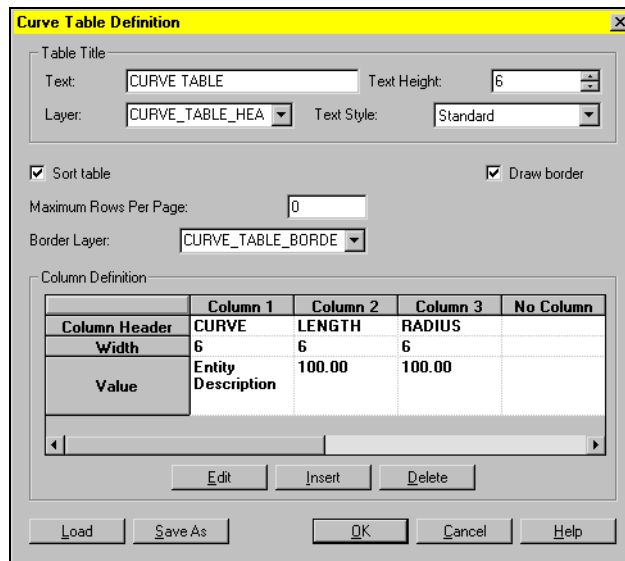 Curve Table Definition
Table Title
Text: CURVE TABLE Text Height: 6
Layer: CURVE_TABLE_HEA Text Style: Standard
Sort table Draw border
Maximum Rows Per Page: 0
Border Layer: CURVE_TABLE_BORDE
Column Definition
Column 1 Column 2 Column 3 No Column
Column Header CURVE LENGTH RADIUS
Width 6 6 6
Value Entity Description 100.00 100.00
Edit Insert Delete
Load Save As OK Cancel Help